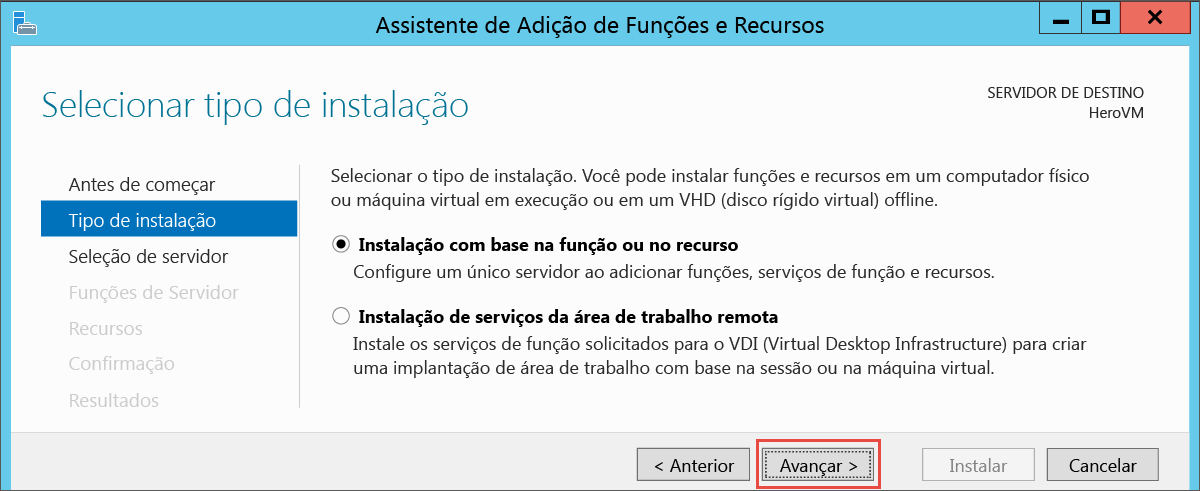 Assistente de Adição de Funções e Recursos
Selecionar tipo de instalação
SERVIDOR DE DESTINO
HeroVM
Antes de começar
Tipo de instalação
Seleção de servidor
Funções de Servidor
Recursos
Confirmação
Resultados
Selecionar o tipo de instalação. Você pode instalar funções e recursos em um computador físico
ou máquina virtual em execução ou em um VHD (disco rígido virtual) offline.
Instalação com base na função ou no recurso
Configure um único servidor ao adicionar funções, serviços de função e recursos.
Instalação de serviços da área de trabalho remota
Instale os serviços de função solicitados para o VDI (Virtual Desktop Infrastructure) para criar
uma implantação de área de trabalho com base na sessão ou na máquina virtual.
< Anterior
Avançar >
Instalar
Cancelar